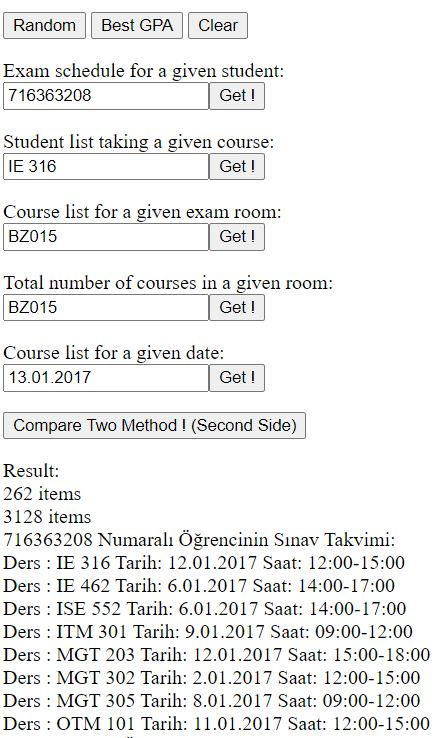 Random Best GPA Clear
Exam schedule for a given student:
716363208 Get !
Student list taking a given course:
IE 316 Get !
Course list for a given exam room:
BZ015 Get !
Total number of courses in a given room:
BZ015 Get !
Course list for a given date:
13.01.2017 Get !
Compare Two Method ! (Second Side)
Result:
262 items
3128 items
716363208 Numaralı Öğrencinin Sınav Takvimi:
Ders : IE 316 Tarih: 12.01.2017 Saat: 12:00-15:00
Ders : IE 462 Tarih: 6.01.2017 Saat: 14:00-17:00
Ders : ISE 552 Tarih: 6.01.2017 Saat: 14:00-17:00
Ders : ITM 301 Tarih: 9.01.2017 Saat: 09:00-12:00
Ders : MGT 203 Tarih: 12.01.2017 Saat: 15:00-18:00
Ders : MGT 302 Tarih: 2.01.2017 Saat: 12:00-15:00
Ders : MGT 305 Tarih: 8.01.2017 Saat: 09:00-12:00
Ders : OTM 101 Tarih: 11.01.2017 Saat: 12:00-15:00